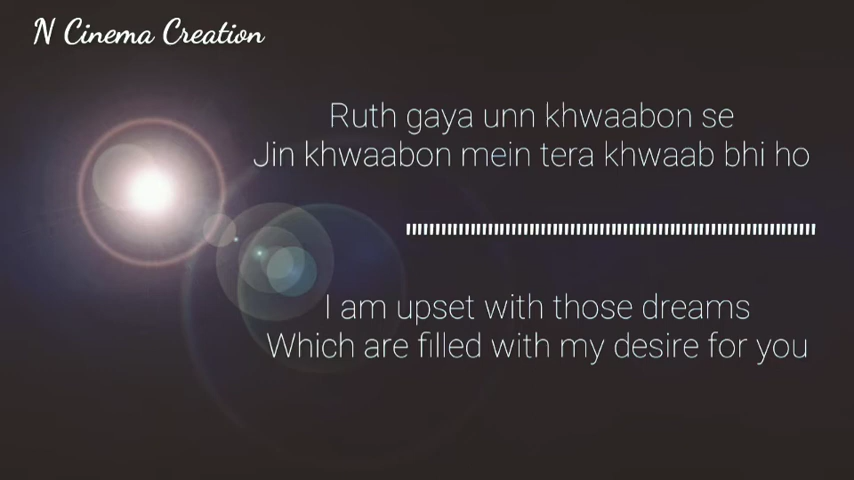 N Cinema Creation
Ruth gaya unn khwaabon se
Jin khwaabon mein tera khwaab bhi ho
I am upset with those dreams
Which are filled with my desire for you